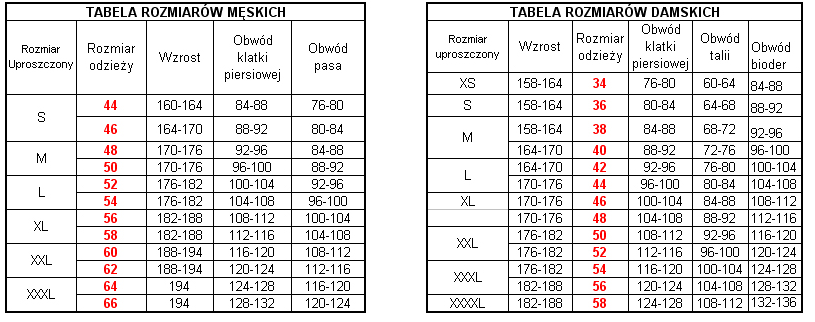 TABELA ROZMIARÓW MĘSKICH
Rozmiar Uproszczony Rozmiar odzieży Wzrost Obwód klatki piersiowej Obwód pasa
S 44 160-164 84-88 76-80
46 164-170 88-92 80-84
M 48 170-176 92-96 84-88
50 170-176 96-100 88-92
L 52 176-182 100-104 92-96
54 176-182 104-108 96-100
XL 56 182-188 108-112 100-104
58 182-188 112-116 104-108
XXL 60 188-194 116-120 108-112
62 188-194 120-124 112-116
XXXL 64 194 124-128 116-120
66 194 128-132 120-124
TABELA ROZMIARÓW DAMSKICH
Rozmiar uproszczony Wzrost Rozmiar odzieży Obwód klatki piersiowej Obwód talii Obwód bioder
XS 158-164 34 76-80 60-64 84-88
S 158-164 36 80-84 64-68 88-92
M 158-164 38 84-88 68-72 92-96
164-170 40 88-92 72-76 96-100
L 164-170 42 92-96 76-80 100-104
170-176 44 96-100 80-84 104-108
XL 170-176 46 100-104 84-88 108-112
170-176 48 104-108 88-92 112-116
XXL 176-182 50 108-112 92-96 116-120
176-182 52 112-116 96-100 120-124
XXXL 176-182 54 116-120 100-104 124-128
182-188 56 120-124 104-108 128-132
XXXXL 182-188 58 124-128 108-112 132-136